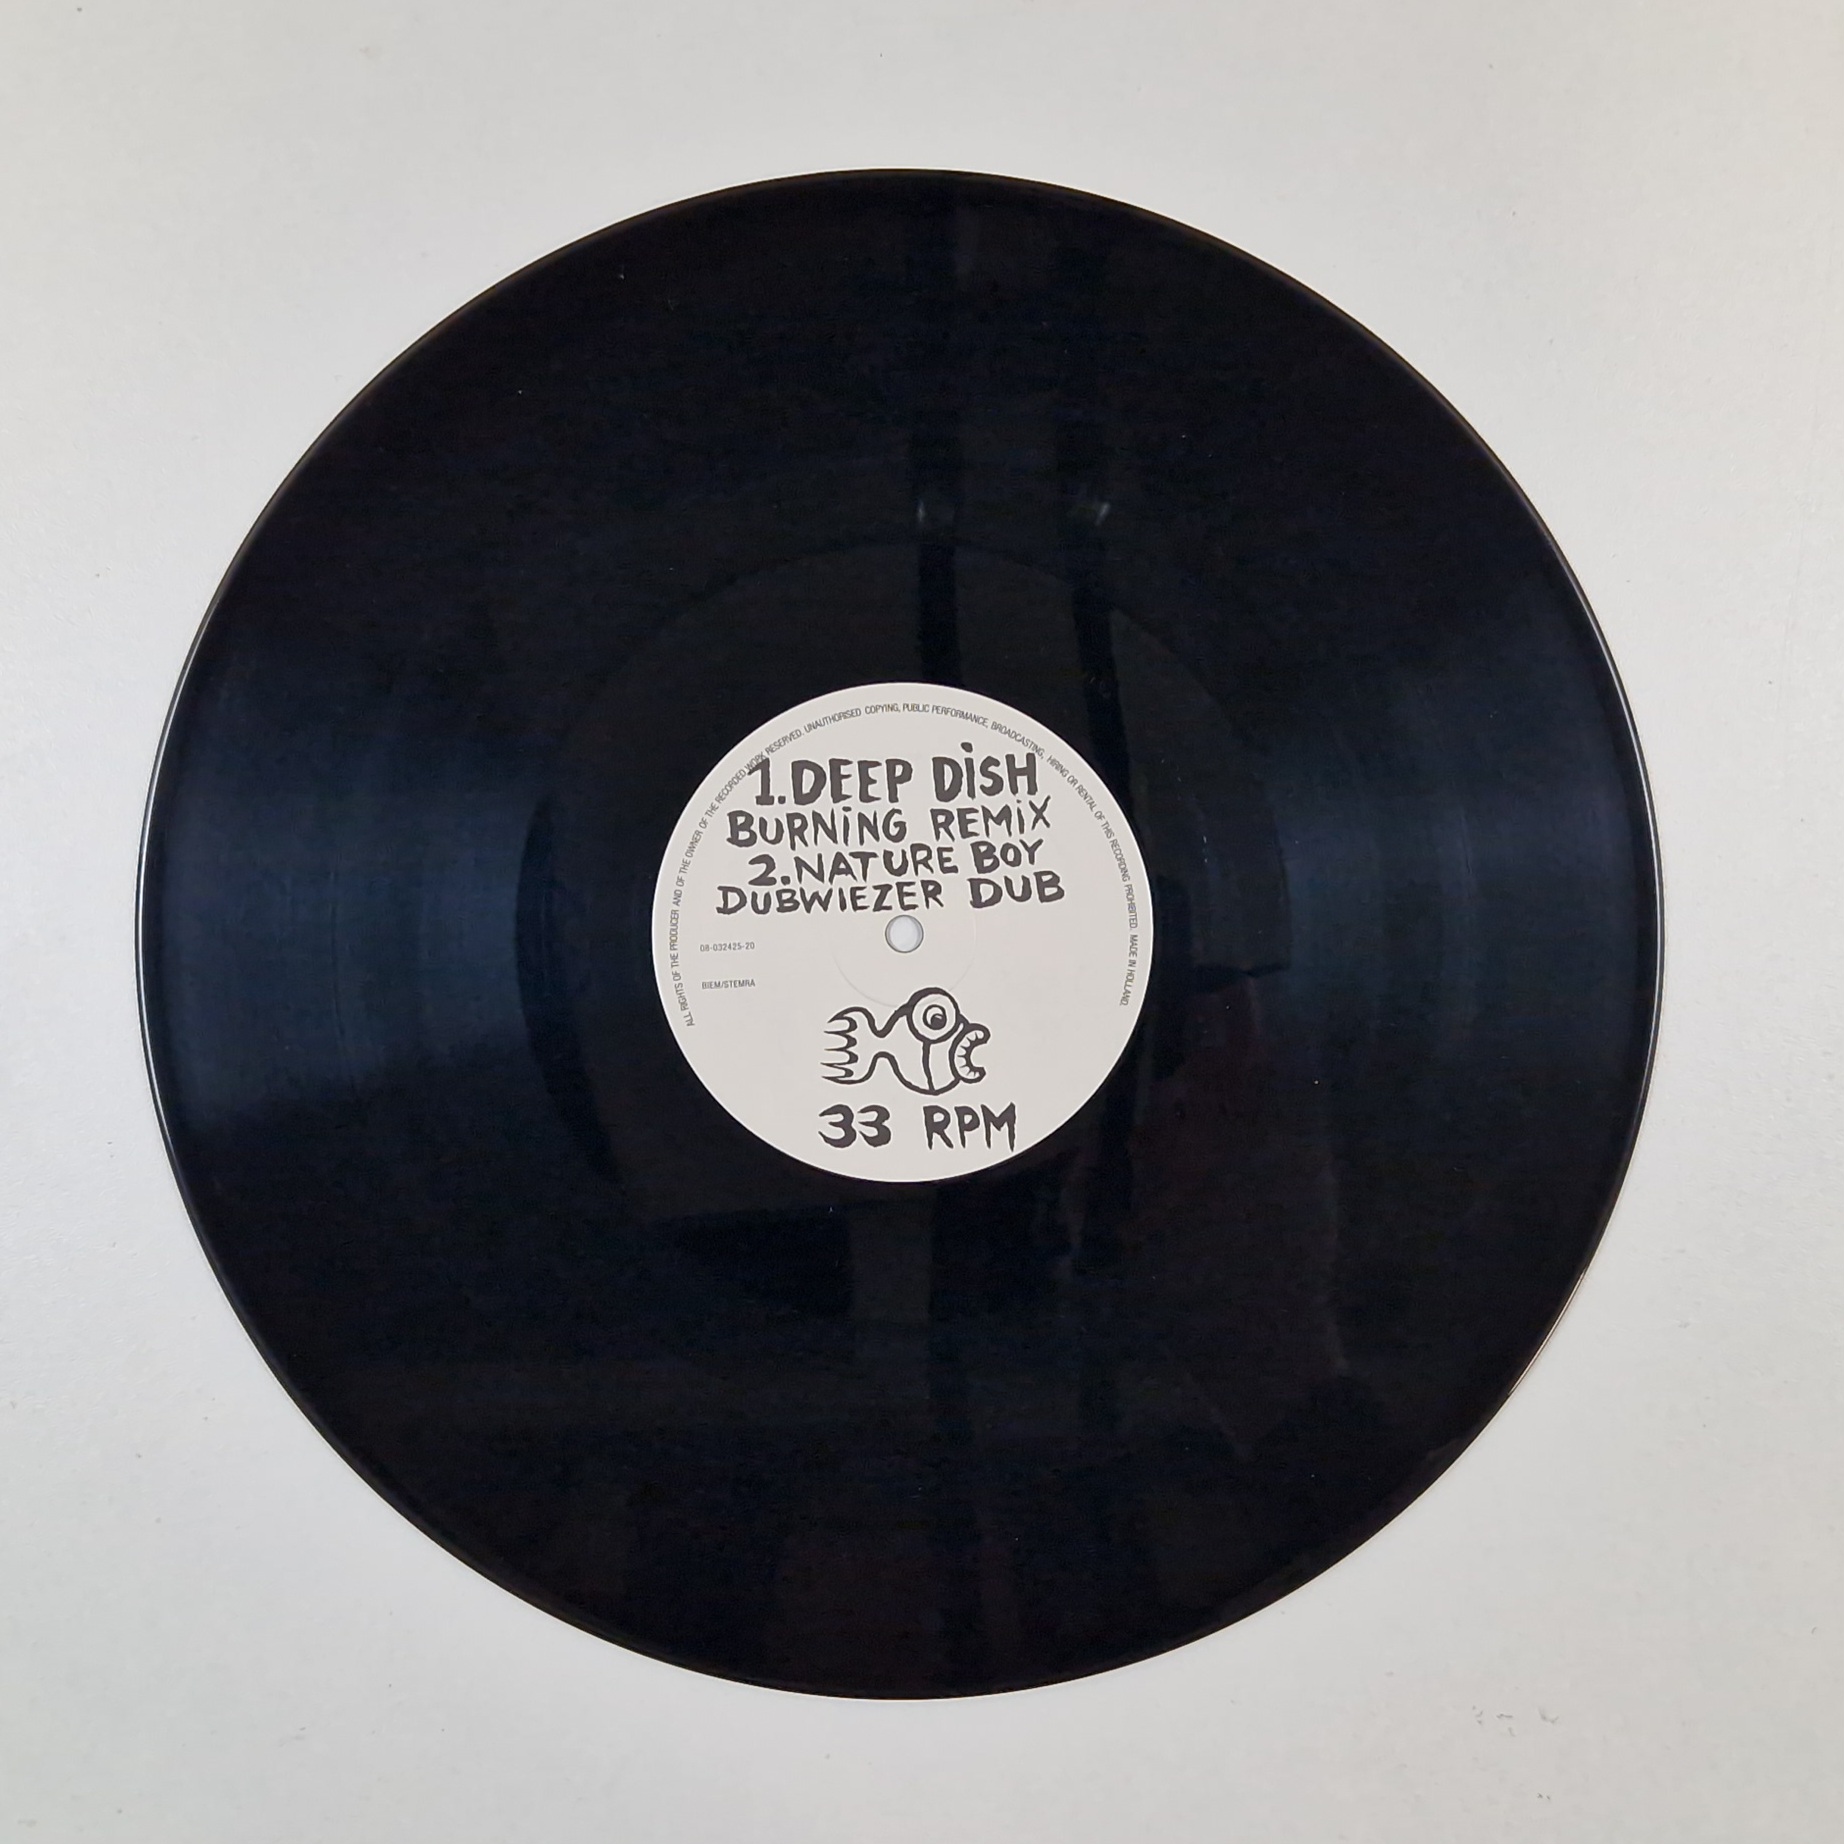 ALL RIGHTS OF THE PRODUCER AND OF THE OWNER OF THE RECORDED WORK RESERVED. UNAUTHORISED COPYING, PUBLIC PERFORMANCE, BROADCASTING, HIRING OR RENTAL OF THIS RECORDING PROHIBITED. MADE IN HOLLAND.
1.DEEP DiSH
BURNiNG REMiX
2.NATURE BOY
DUBWIEZER DUB
08-032425-20
BIEM/STEMRA
33 RPM